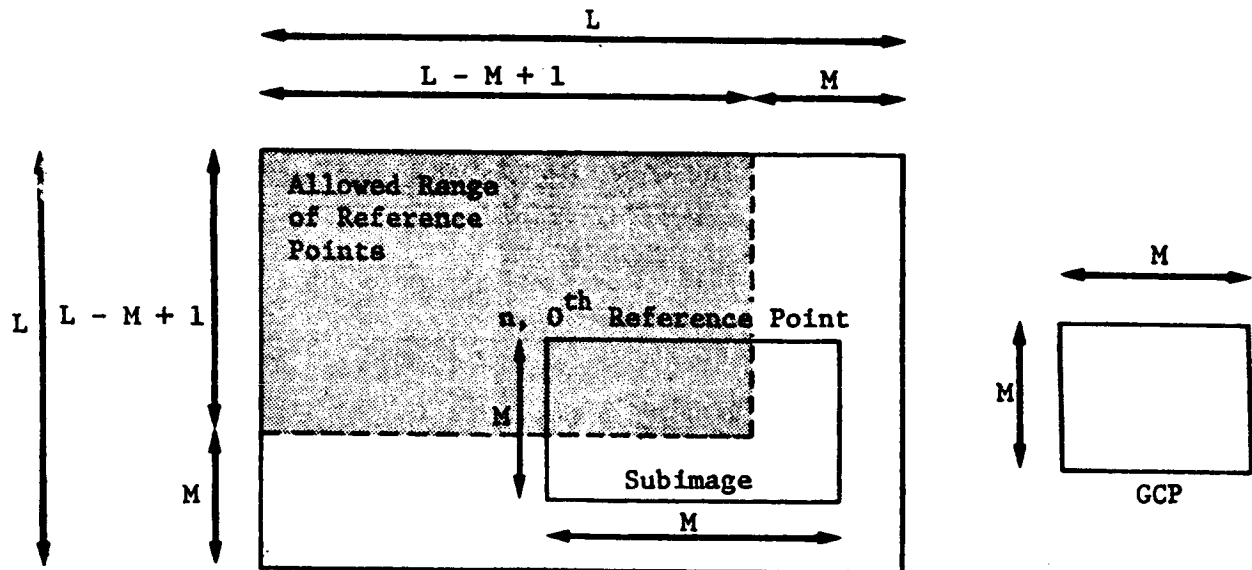 L
L - M + 1
M
Allowed Range
of Reference
Points
L
L - M + 1
n, 0th Reference Point
M
M
M
Subimage
M
M
M
GCP